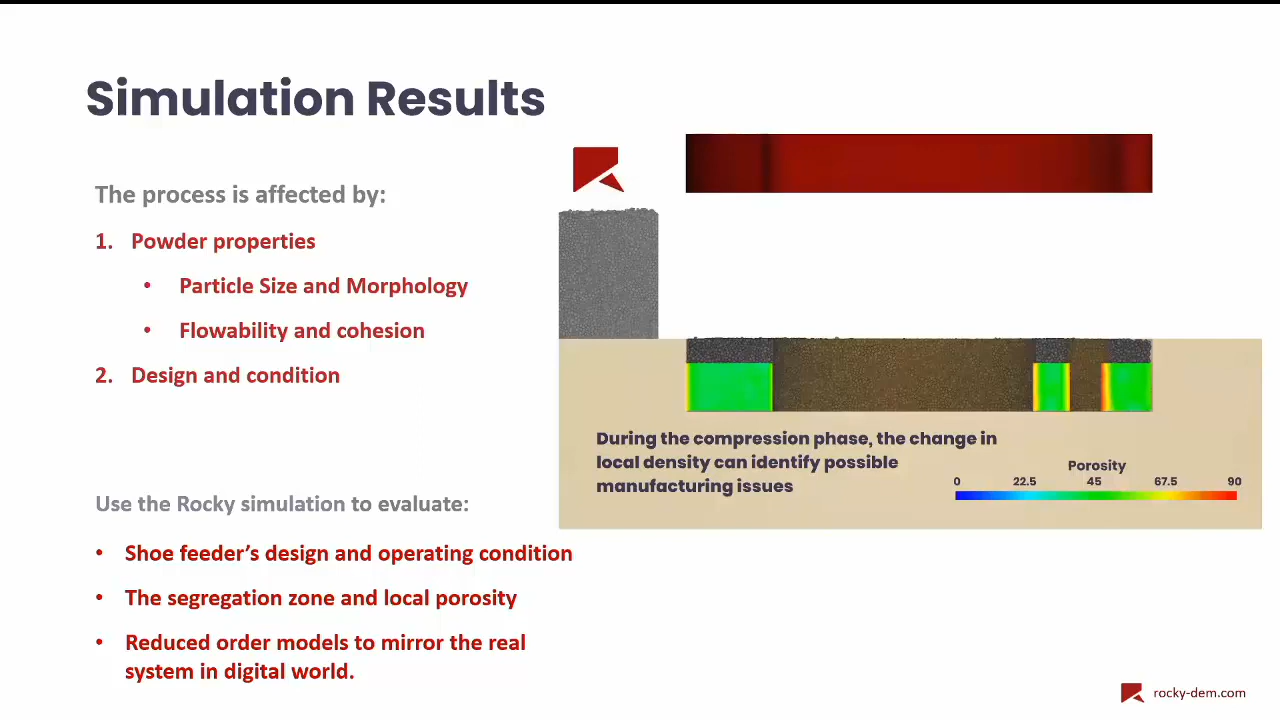 Simulation Results
The process is affected by:
1. Powder properties
• Particle Size and Morphology
• Flowability and cohesion
2. Design and condition
Use the Rocky simulation to evaluate:
• Shoe feeder’s design and operating condition
• The segregation zone and local porosity
• Reduced order models to mirror the real
system in digital world.
During the compression phase, the change in
local density can identify possible
manufacturing issues
Porosity
0 22.5 45 67.5 90
rocky-dem.com